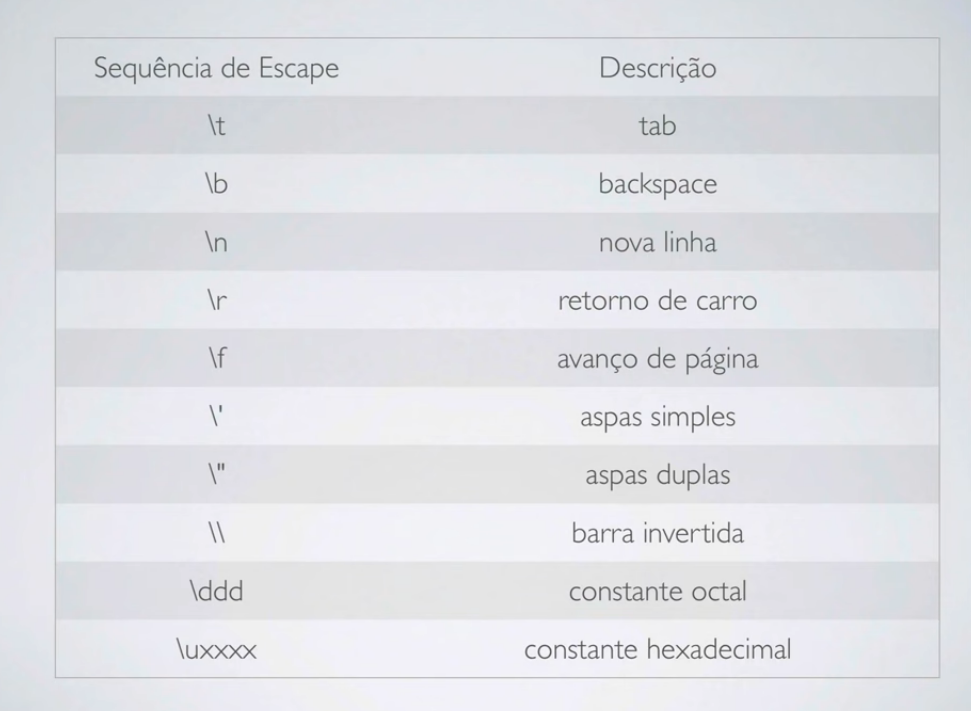 Sequência de Escape Descrição
\t tab
\b backspace
\n nova linha
\r retorno de carro
\f avanço de página
\' aspas simples
\" aspas duplas
\\ barra invertida
\ddd constante octal
\uxxxx constante hexadecimal